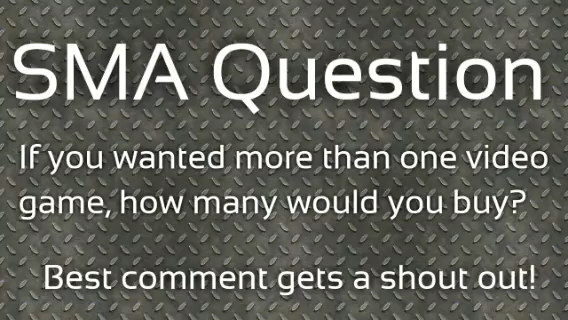 SMA Question
If you wanted more than one video
game, how many would you buy?
Best comment gets a shout out!